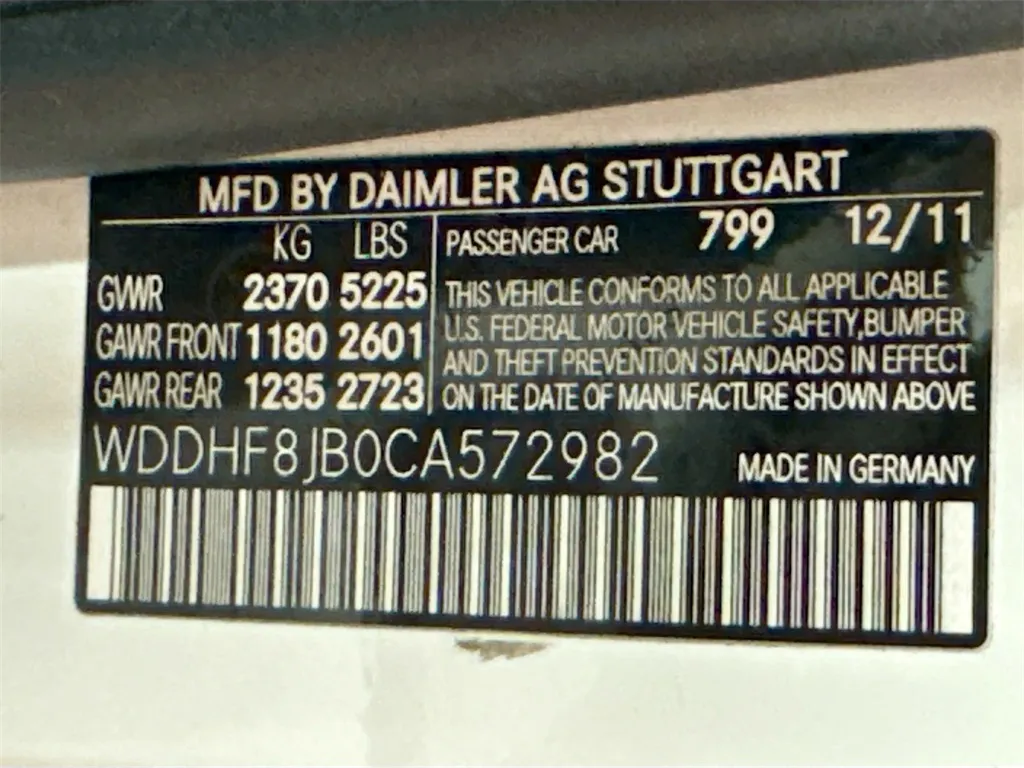 MFD BY DAIMLER AG STUTTGART
KG LBS
GVWR 2370 5225
GAWR FRONT 1180 2601
GAWR REAR 1235 2723
PASSENGER CAR 799 12/11
THIS VEHICLE CONFORMS TO ALL APPLICABLE
U.S. FEDERAL MOTOR VEHICLE SAFETY,BUMPER
AND THEFT PREVENTION STANDARDS IN EFFECT
ON THE DATE OF MANUFACTURE SHOWN ABOVE
WDDHF8JB0CA572982
MADE IN GERMANY